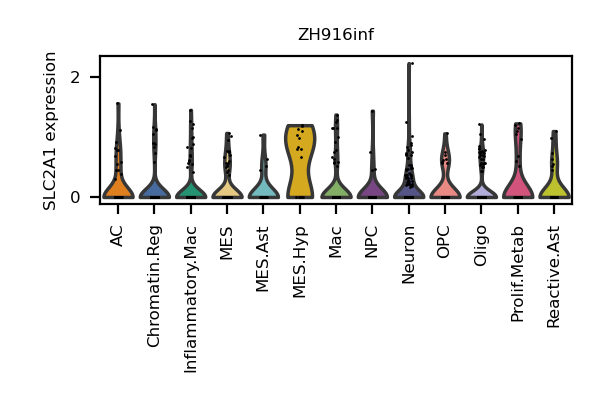 ZH916inf
SLC2A1 expression
2
0
AC
Chromatin.Reg
Inflammatory.Mac
MES
MES.Ast
MES.Hyp
Mac
NPC
Neuron
OPC
Oligo
Prolif.Metab
Reactive.Ast